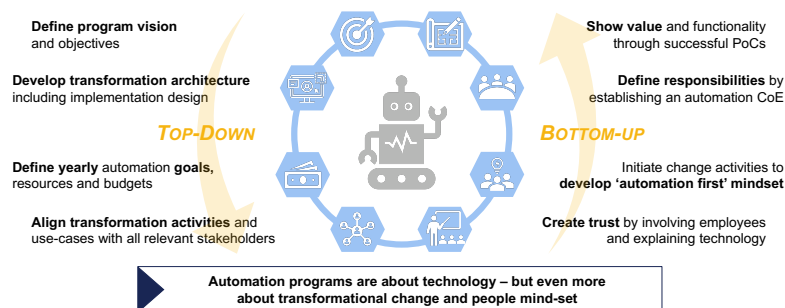 Define program vision
and objectives
Develop transformation architecture
including implementation design
TOP-DOWN
Define yearly automation goals,
resources and budgets
Align transformation activities and
use-cases with all relevant stakeholders
Show value and functionality
through successful PoCs
Define responsibilities by
establishing an automation CoE
BOTTOM-UP
Initiate change activities to
develop ‘automation first’ mindset
Create trust by involving employees
and explaining technology
Automation programs are about technology – but even more
about transformational change and people mind-set